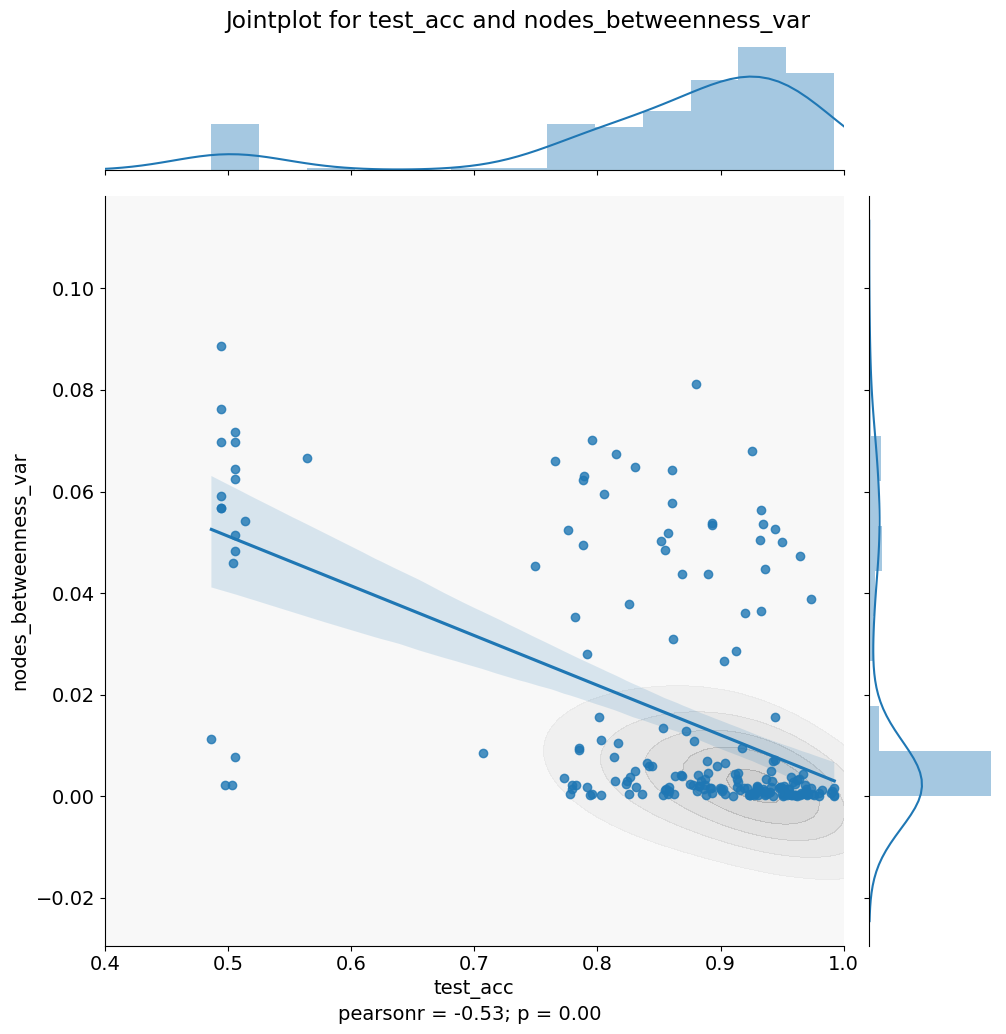 Jointplot for test_acc and nodes_betweenness_var
0.10
0.08
0.06
0.04
0.02
0.00
−0.02
nodes_betweenness_var
0.4 0.5 0.6 0.7 0.8 0.9 1.0
test_acc
pearsonr = -0.53; p = 0.00